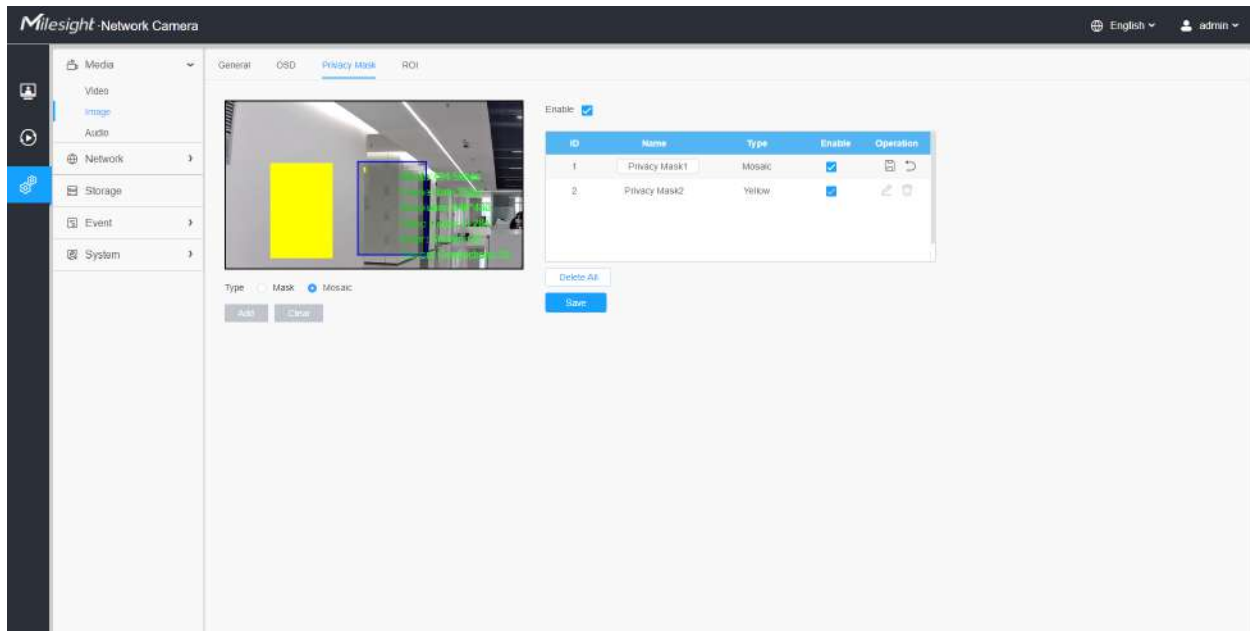 Milesight -Network Camera
English
admin
Media
Video
Image
Audio
Network
Storage
Event
System
General OSD Privacy Mask ROI
Enable
ID Name Type Enable Operation
1 Privacy Mask1 Mosaic
2 Privacy Mask2 Yellow
Type Mask Mosaic
Add Clear
Delete All
Save